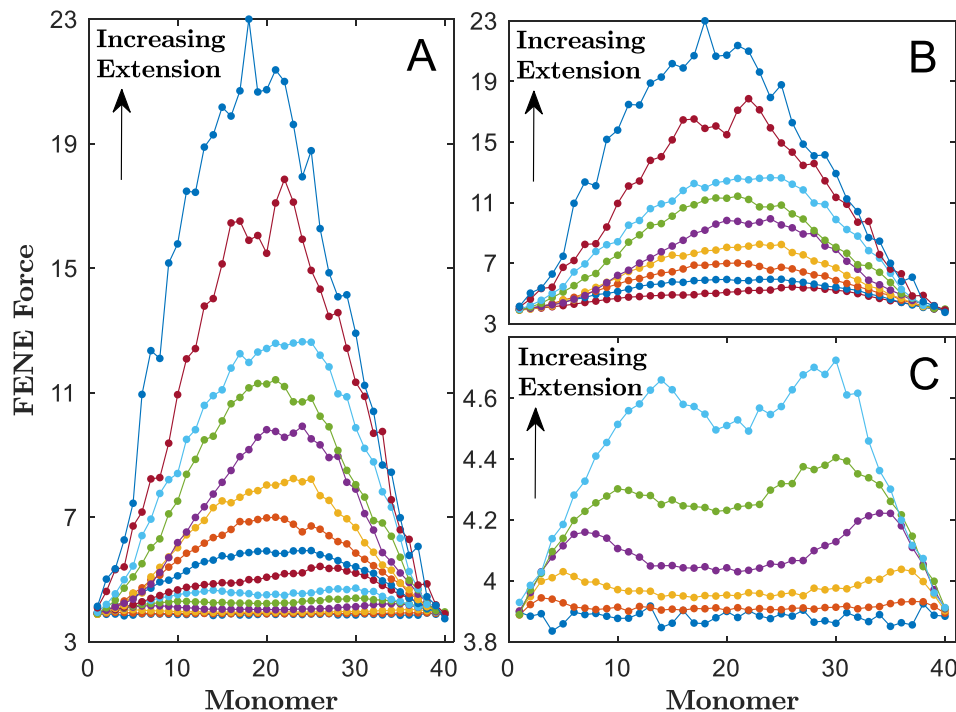 23
19
15
11
7
3
FENE Force
Increasing
Extension
A
0
10
20
30
40
Monomer
23
19
15
11
7
3
Increasing
Extension
B
4.6
4.4
4.2
4
3.8
Increasing
Extension
C
0
10
20
30
40
Monomer